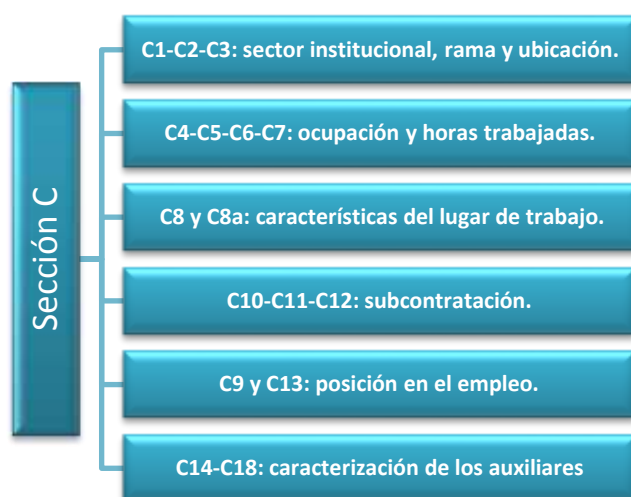 Sección C
C1-C2-C3: sector institucional, rama y ubicación.
C4-C5-C6-C7: ocupación y horas trabajadas.
C8 y C8a: características del lugar de trabajo.
C10-C11-C12: subcontratación.
C9 y C13: posición en el empleo.
C14-C18: caracterización de los auxiliares